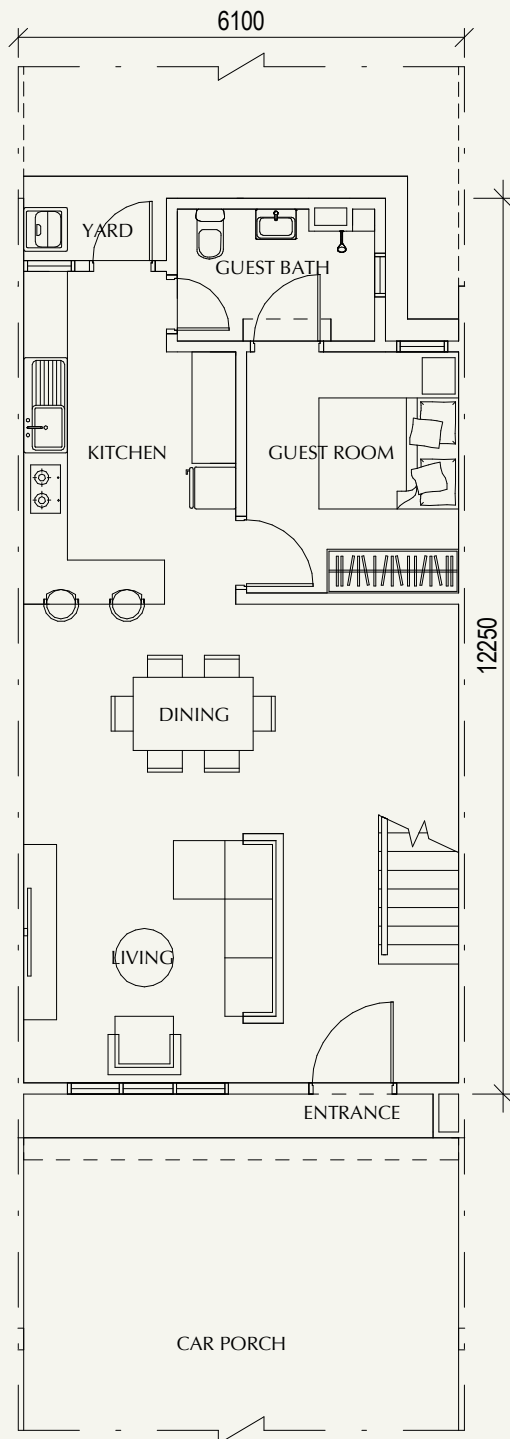 6100
YARD
GUEST BATH
KITCHEN
GUEST ROOM
12250
DINING
LIVING
ENTRANCE
CAR PORCH